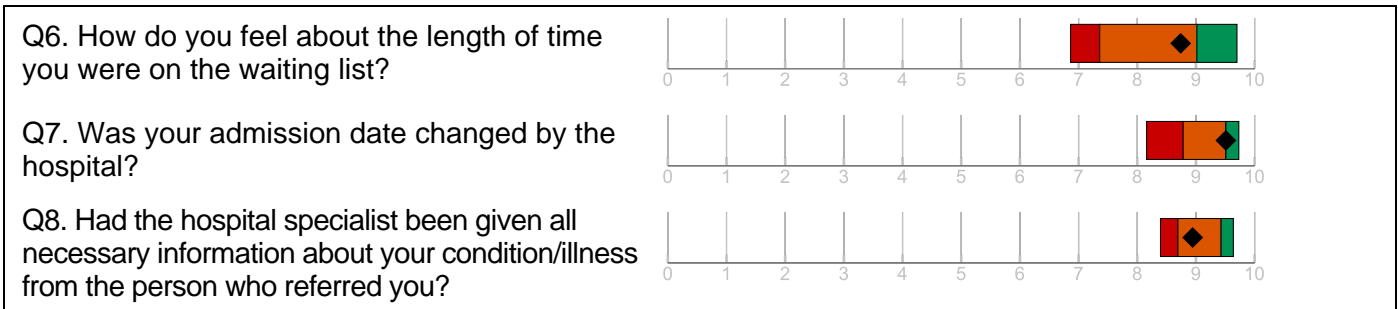 Q6. How do you feel about the length of time
you were on the waiting list?
0 1 2 3 4 5 6 7 8 9 10
Q7. Was your admission date changed by the
hospital?
0 1 2 3 4 5 6 7 8 9 10
Q8. Had the hospital specialist been given all
necessary information about your condition/illness
from the person who referred you?
0 1 2 3 4 5 6 7 8 9 10